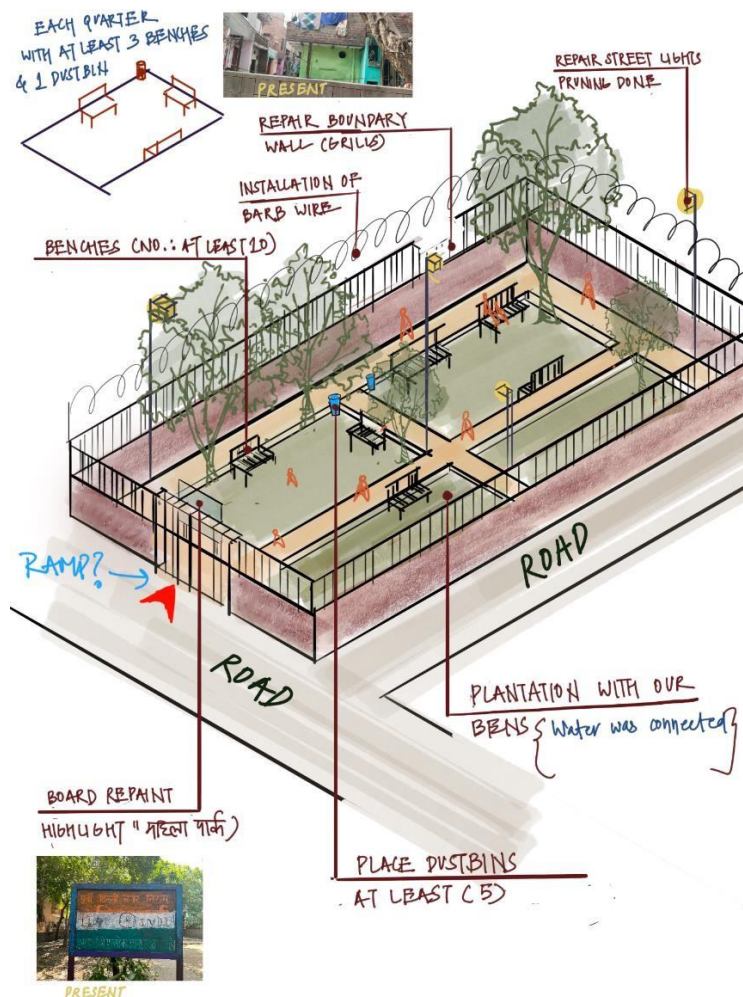 EACH QUARTER
WITH AT LEAST 3 BENCHES
& 1 DUSTBIN
PRESENT
REPAIR STREET LIGHTS
PRUNING DONE
REPAIR BOUNDARY
WALL (GRILLS)
INSTALLATION OF
BARB WIRE
BENCHES (NO.: AT LEAST 10)
RAMP?
ROAD
ROAD
PLANTATION WITH OUR
BENS { Water was connected }
BOARD REPAINT
HIGHLIGHT " महिला पार्क )
PLACE DUSTBINS
AT LEAST (5)
PRESENT